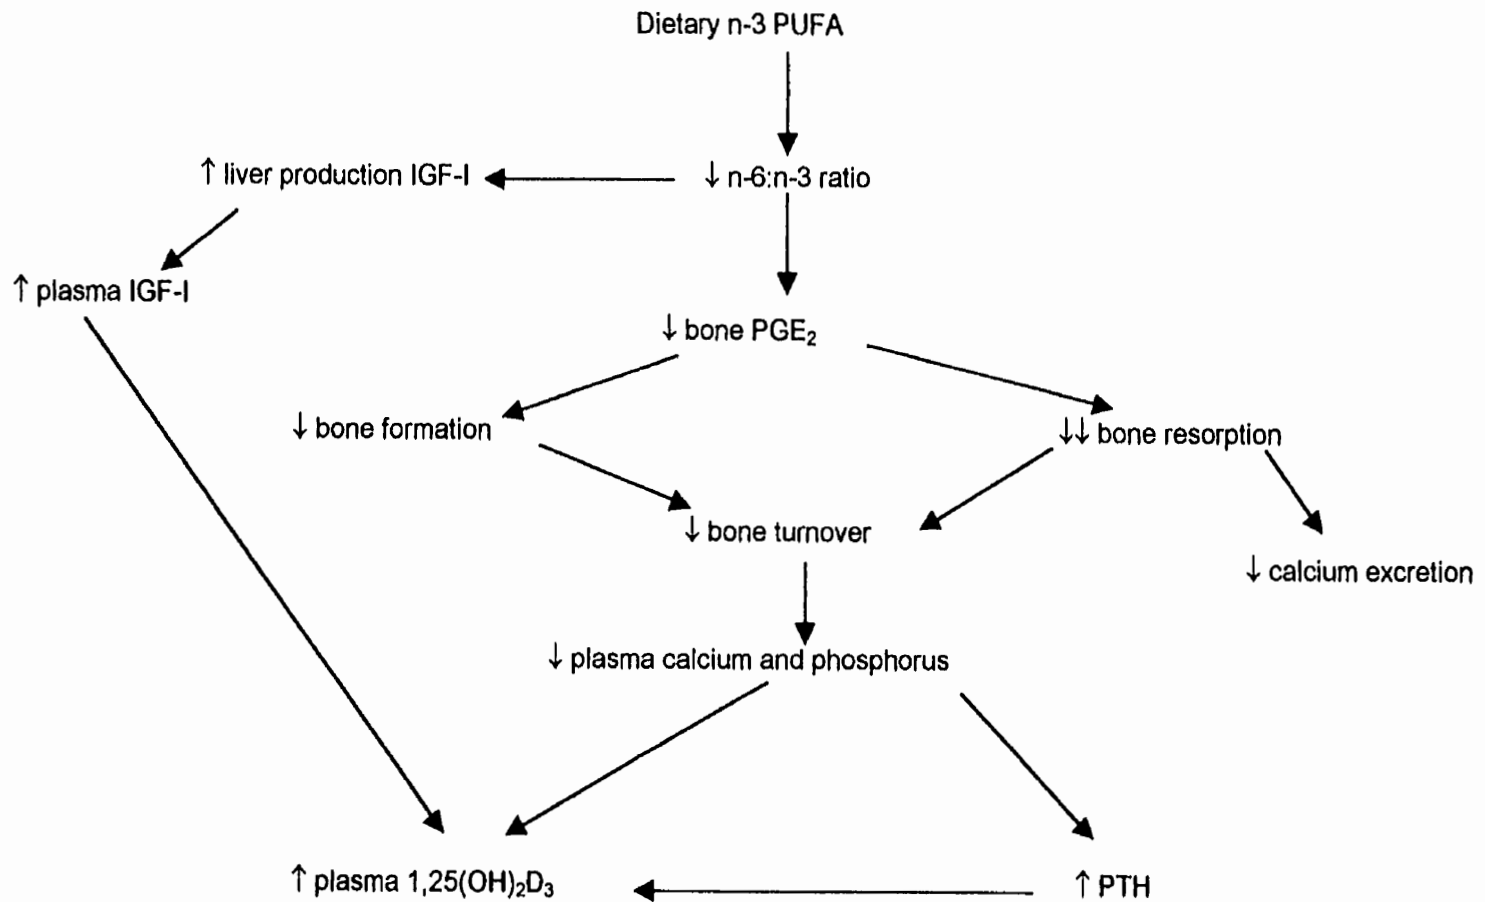 Dietary n-3 PUFA
↑ liver production IGF-I
↓ n-6:n-3 ratio
↑ plasma IGF-I
↓ bone PGE₂
↓ bone formation
↓↓ bone resorption
↓ bone turnover
↓ calcium excretion
↓ plasma calcium and phosphorus
↑ plasma 1,25(OH)₂D₃
↑ PTH